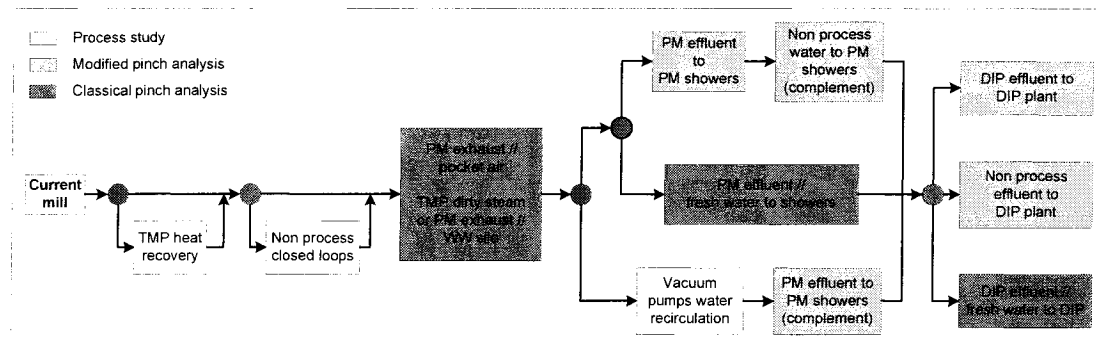 Process study
Modified pinch analysis
Classical pinch analysis
Current
mill
TMP heat
recovery
Non process
closed loops
PM exhaust //
pocket air
TMP dirty steam
or PM exhaust //
WW silo
PM effluent
to
PM showers
Non process
water to PM
showers
(complement)
PM effluent //
fresh water to showers
Vacuum
pumps water
recirculation
PM effluent to
PM showers
(complement)
DIP effluent to
DIP plant
Non process
effluent to
DIP plant
DIP effluent //
fresh water to DIP